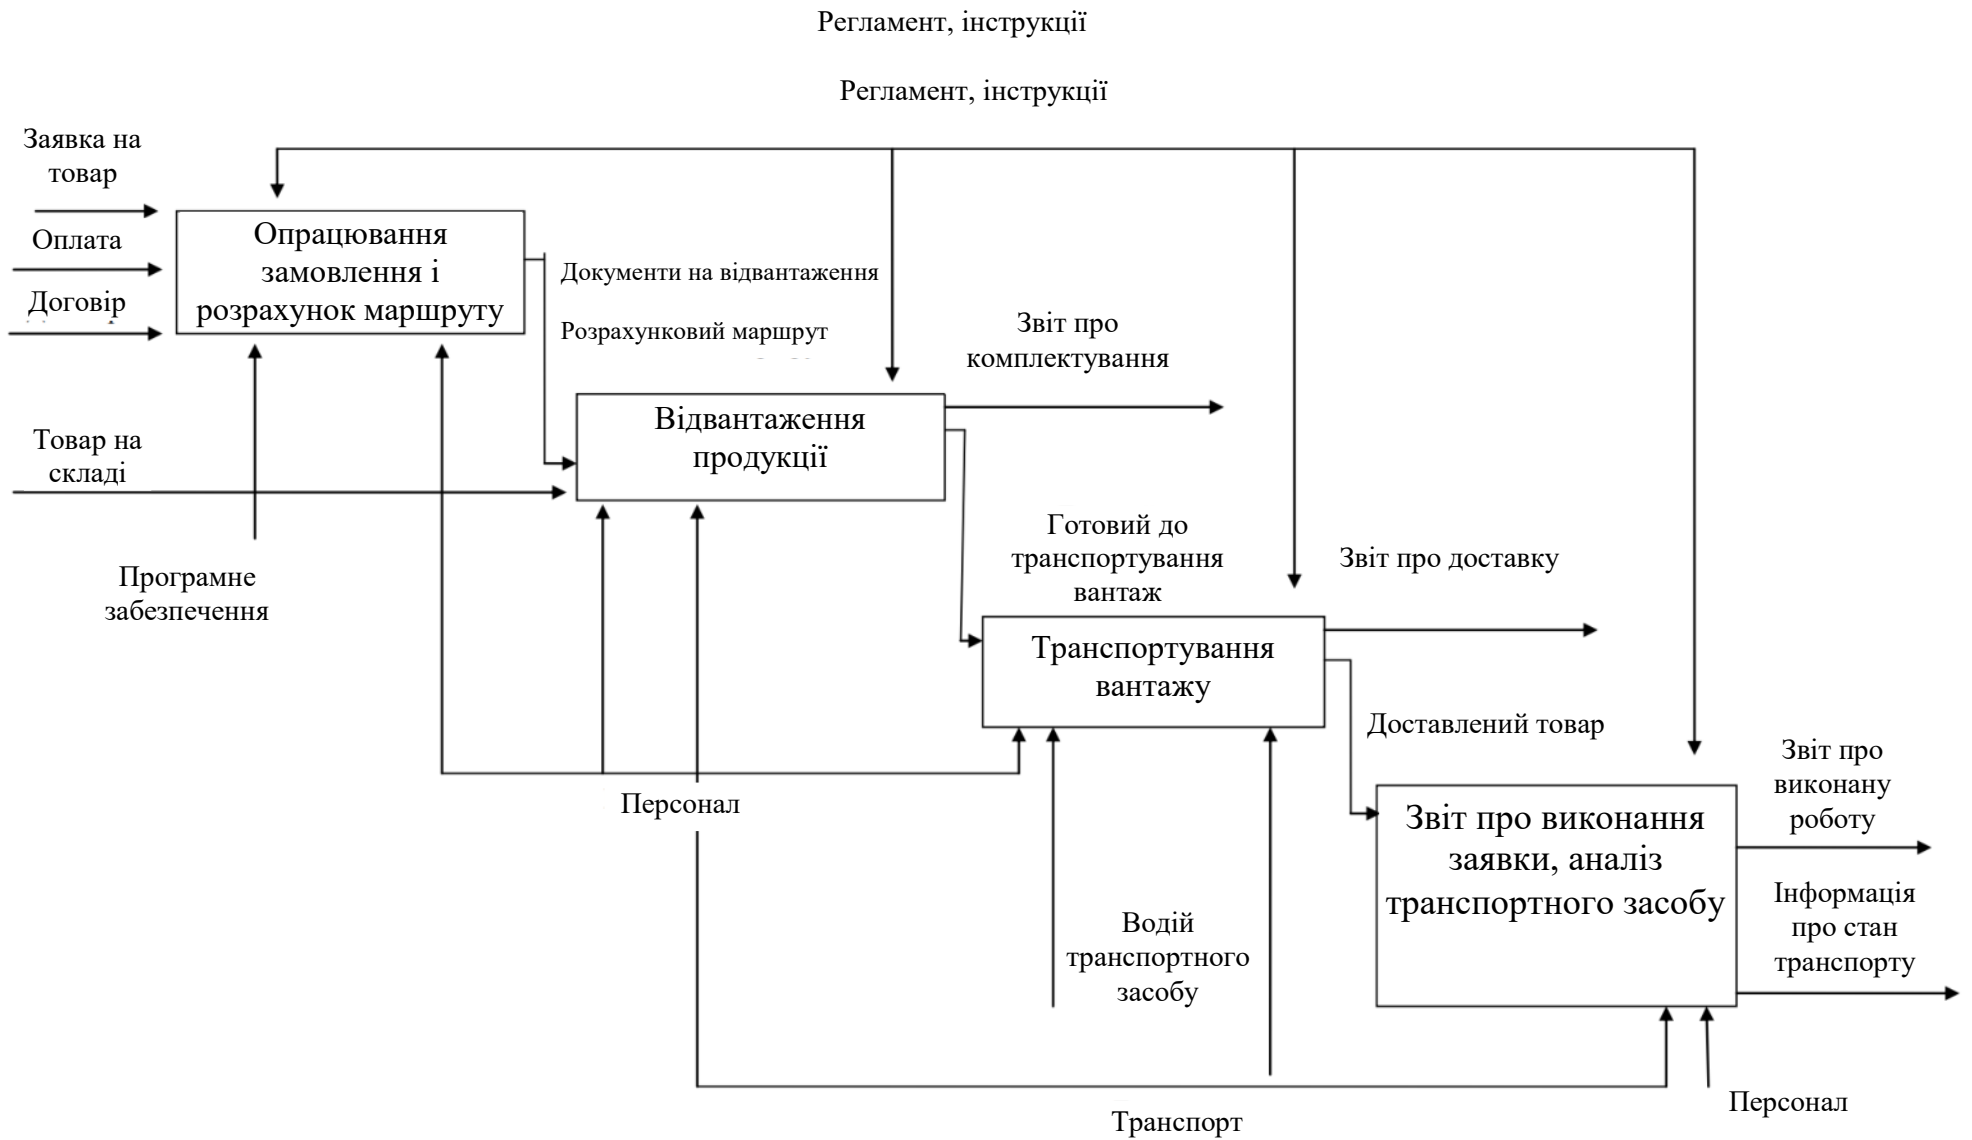 Регламент, інструкції
Регламент, інструкції
Заявка на
товар
Оплата
Договір
Опрацювання
замовлення і
розрахунок маршруту
Документи на відвантаження
Розрахунковий маршрут
Звіт про
комплектування
Відвантаження
продукції
Товар на
складі
Програмне
забезпечення
Готовий до
транспортування
вантаж
Звіт про доставку
Транспортування
вантажу
Доставлений товар
Персонал
Звіт про
виконану
роботу
Звіт про виконання
заявки, аналіз
транспортного засобу
Інформація
про стан
транспорту
Водій
транспортного
засобу
Транспорт
Персонал